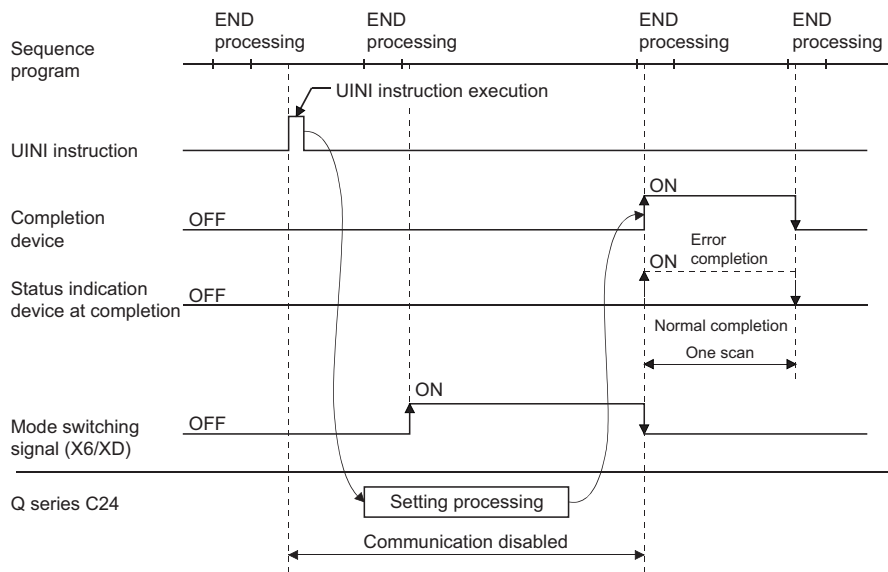 END
processing
END
processing
END
processing
END
processing
Sequence
program
UINI instruction execution
UINI instruction
ON
Completion
device
OFF
Error
completion
ON
Status indication
device at completion
OFF
Normal completion
One scan
ON
Mode switching
signal (X6/XD)
OFF
Q series C24
Setting processing
Communication disabled